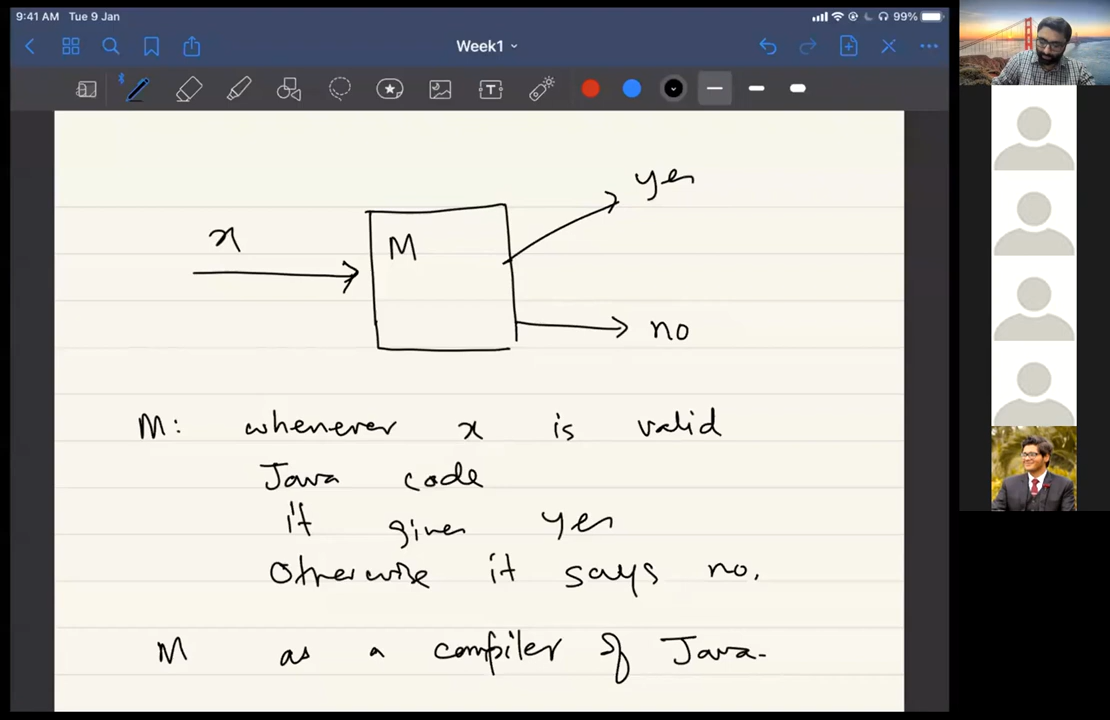 9:41 AM Tue 9 Jan
99%
Week1
T
yes
x
M
no
M: whenever x is valid
Java code
it gives yes
Otherwise it says no.
M as a compiler of Java.